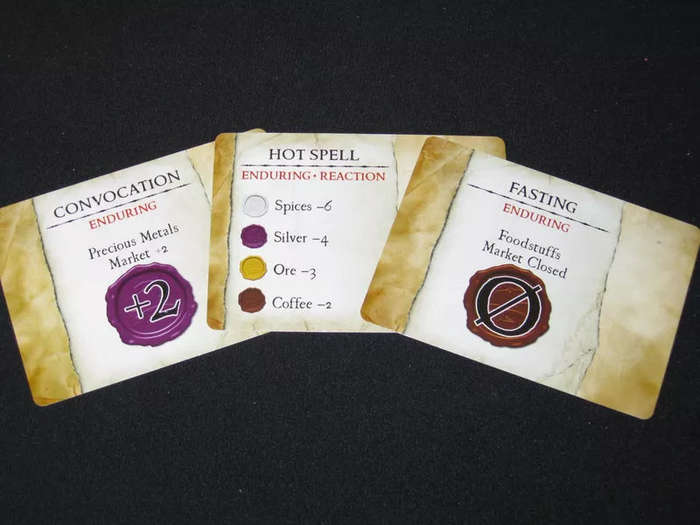 CONVOCATION
ENDURING
Precious Metals
Market +2
+2
HOT SPELL
ENDURING • REACTION
Spices –6
Silver –4
Ore –3
Coffee –2
FASTING
ENDURING
Foodstuffs
Market Closed
Ø